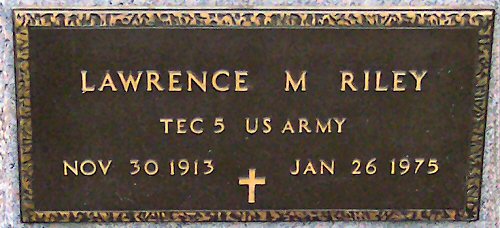 LAWRENCE M RILEY
TEC 5 US ARMY
NOV 30 1913 JAN 26 1975